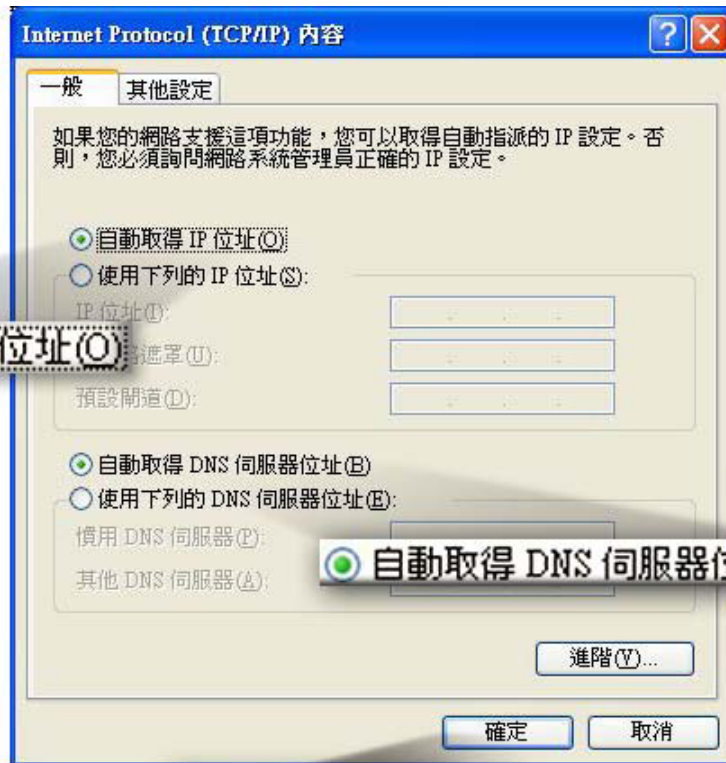 Internet Protocol (TCP/IP) 內容
一般
其他設定
如果您的網路支援這項功能，您可以取得自動指派的 IP 設定。否
則，您必須詢問網路系統管理員正確的 IP 設定。
自動取得 IP 位址(O)
使用下列的 IP 位址(S):
IP 位址(I):
位址(O)
遮罩(U):
預設閘道(D):
自動取得 DNS 伺服器位址(B)
使用下列的 DNS 伺服器位址(E):
慣用 DNS 伺服器(P):
自動取得 DNS 伺服器位
其他 DNS 伺服器(A):
進階(V)...
確定
取消